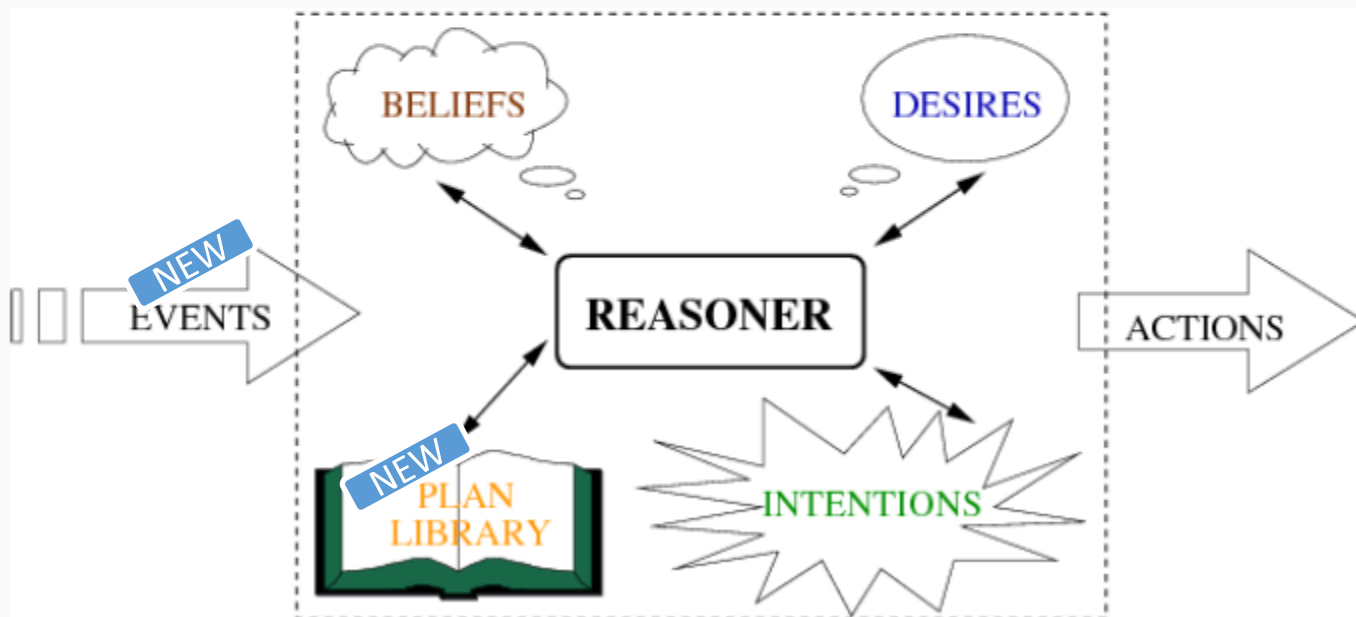 BELIEFS
DESIRES
NEW
EVENTS
REASONER
ACTIONS
NEW
PLAN
LIBRARY
INTENTIONS